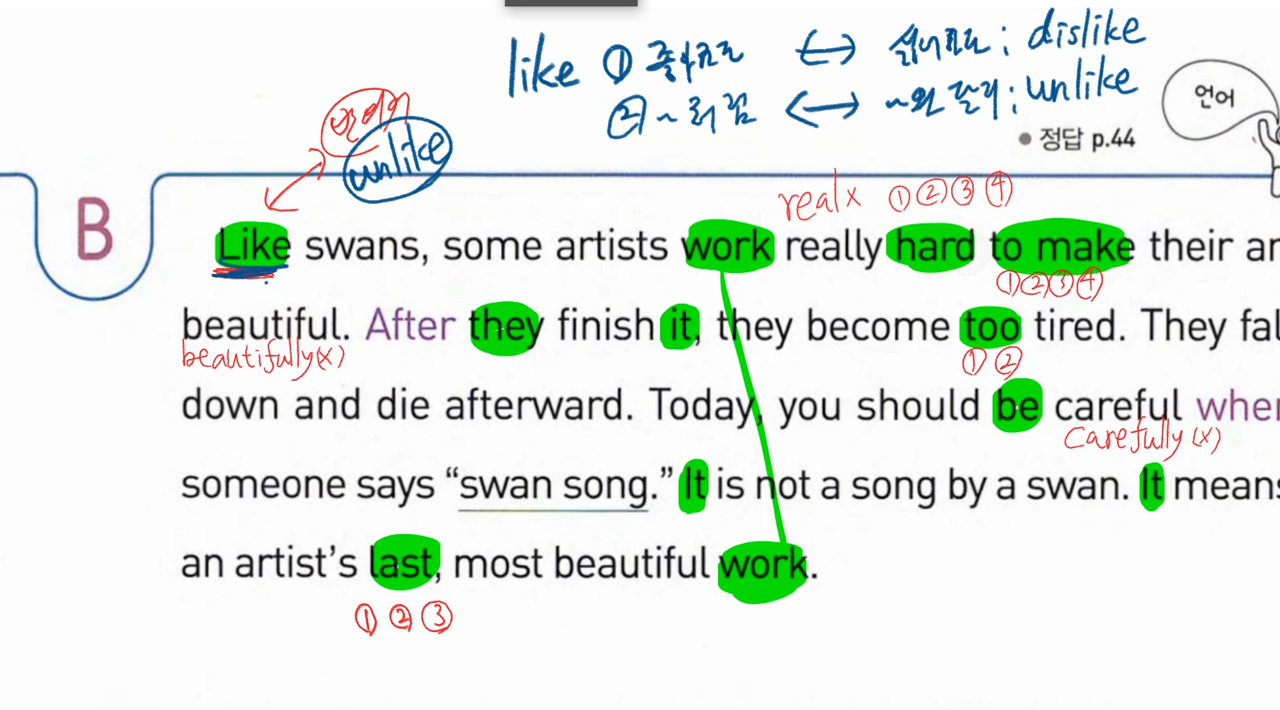 like ① 좋아하다 ↔ 싫어하다 ; dislike
② ~처럼 ↔ ~와 달리 ; unlike
언어
반의어
unlike
• 정답 p.44
B
real x ① ② ③ ④
Like swans, some artists work really hard to make their ar
① ② ③ ④
beautiful. After they finish it, they become too tired. They fal
beautifully (x) ① ②
down and die afterward. Today, you should be careful when
carefully (x)
someone says “swan song.” It is not a song by a swan. It means
an artist’s last, most beautiful work.
① ② ③